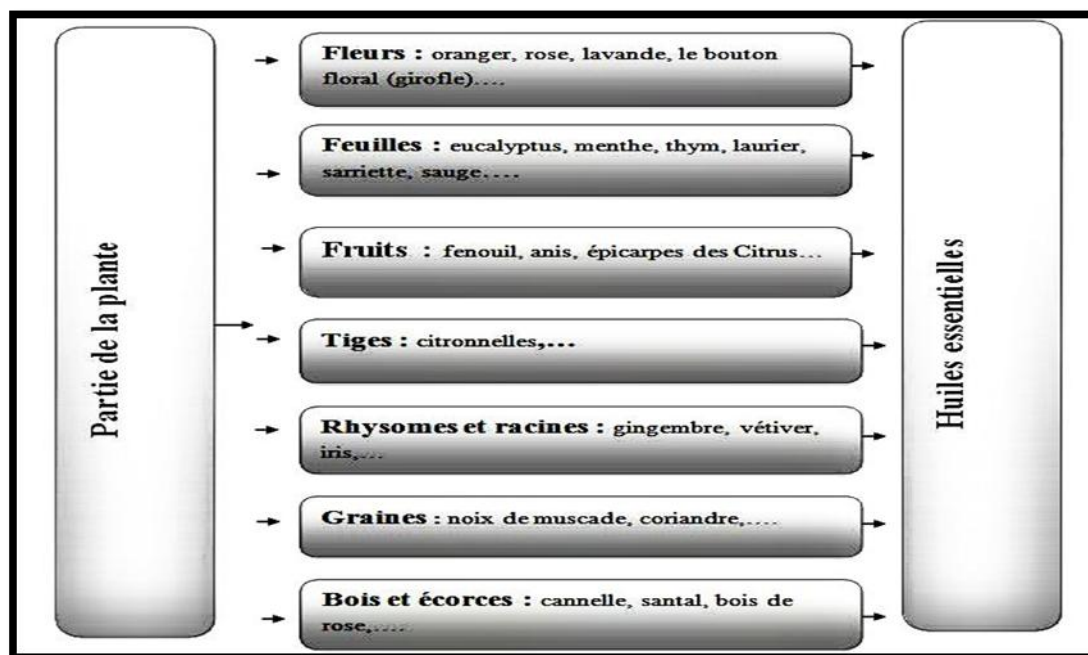 Partie de la plante
Fleurs : oranger, rose, lavande, le bouton
floral (girofle)....
Feuilles : eucalyptus, menthe, thym, laurier,
sarriette, sauge.....
Fruits : fenouil, anis, épicarpes des Citrus...
Tiges : citronnelles,...
Rhysomes et racines : gingembre, vétiver,
iris,....
Graines : noix de muscade, coriandre,.....
Bois et écorces : cannelle, santal, bois de
rose,.....
Huiles essentielles